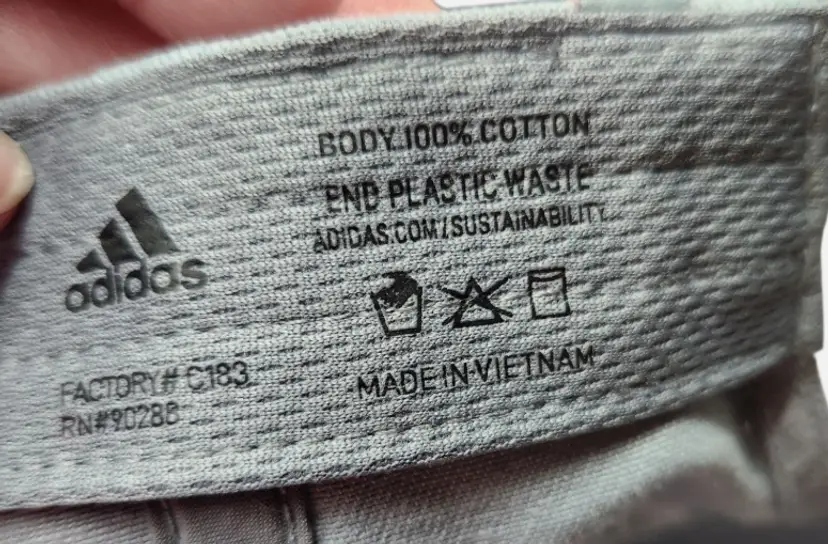 BODY 100% COTTON
END PLASTIC WASTE
ADIDAS.COM/SUSTAINABILITY
adidas
FACTORY# C183
RN#90288
MADE IN VIETNAM